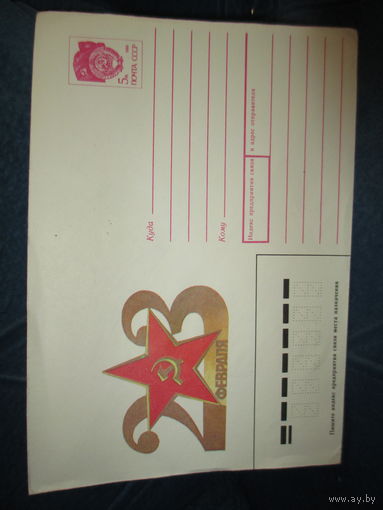 5к
ПОЧТА СССР
Куда
Кому
Индекс предприятия связи и адрес отправителя
23
ФЕВРАЛЯ
Пишите индекс предприятия связи места назначения
https://www.ay.by/